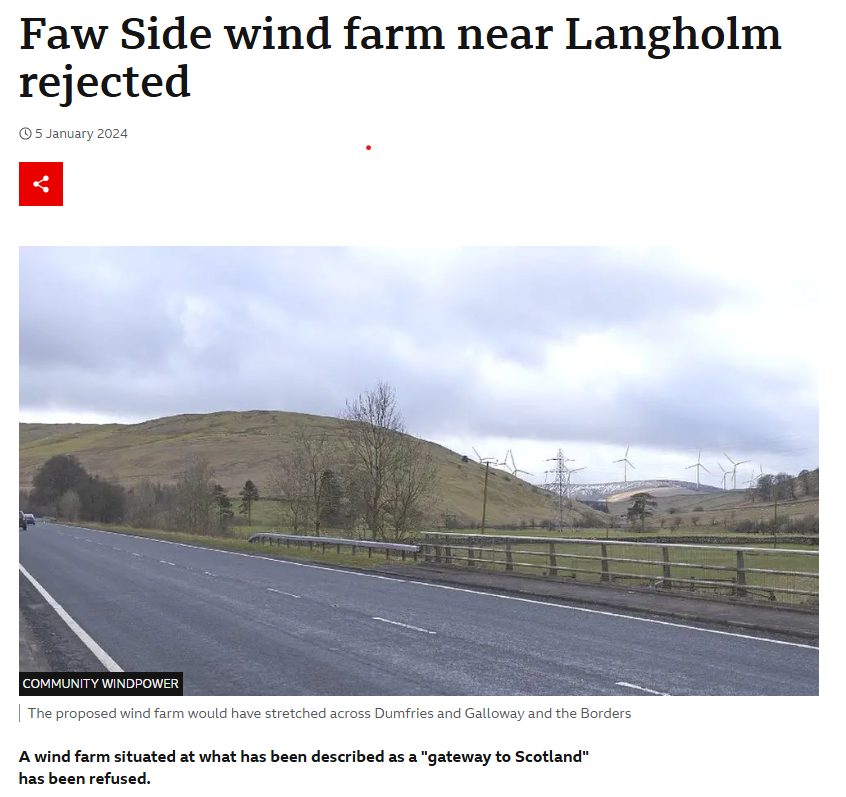 Faw Side wind farm near Langholm
rejected
5 January 2024
COMMUNITY WINDPOWER
The proposed wind farm would have stretched across Dumfries and Galloway and the Borders
A wind farm situated at what has been described as a "gateway to Scotland"
has been refused.